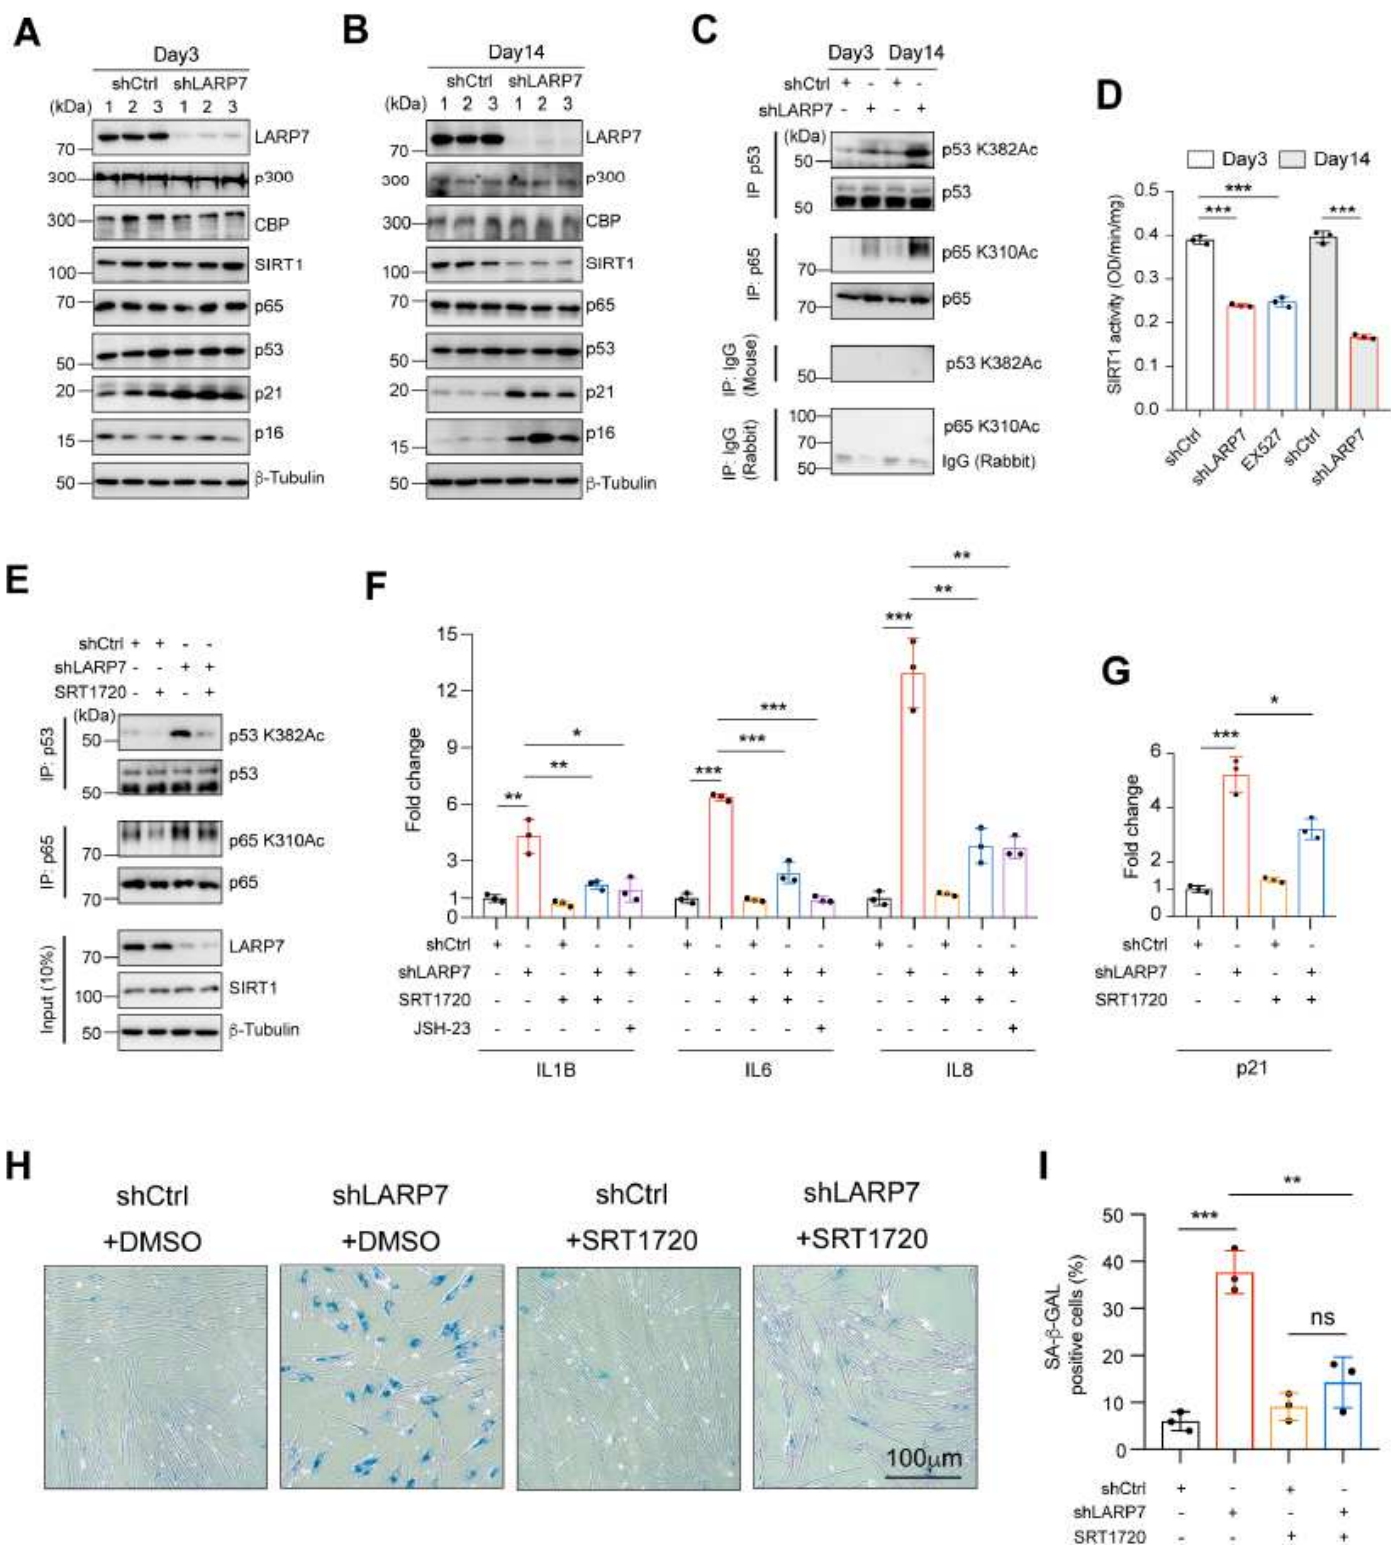 A
Day3
shCtrl shLARP7
(kDa) 1 2 3 1 2 3
LARP7
70
300 p300
300 CBP
SIRT1
100
70 p65
p53
50
20 p21
p16
15
50 β-Tubulin
B
Day14
shCtrl shLARP7
(kDa) 1 2 3 1 2 3
LARP7
70
300 p300
300 CBP
SIRT1
100
70 p65
p53
50
20 p21
p16
15
50 β-Tubulin
C
Day3 Day14
shCtrl + - + -
shLARP7 - + - +
(kDa)
IP p53
50 p53 K382Ac
p53
50
IP: p65
p65 K310Ac
70
p65
70
IP: IgG
(Mouse)
p53 K382Ac
50
IP: IgG
(Rabbit)
100 p65 K310Ac
70
50 IgG (Rabbit)
D
Day3 Day14
SIRT1 activity (OD/min/mg)
0.5
0.4
0.3
0.2
0.1
0.0
***
*** ***
shCtrl shLARP7 EX527 shCtrl shLARP7
E
shCtrl + + - -
shLARP7 - - + +
SRT1720 - + - +
(kDa)
IP: p53
50 p53 K382Ac
p53
50
IP: p65
p65 K310Ac
70
p65
70
Input (10%)
LARP7
70
SIRT1
100
50 β-Tubulin
F
Fold change
15
12
9
6
3
1
0
*
**
**
***
***
***
**
**
***
shCtrl + - + - - + - + - - + - + - -
shLARP7 - + - + + - + - + + - + - + +
SRT1720 - - + + - - - + + - - - + + -
JSH-23 - - - - + - - - - + - - - - +
IL1B IL6 IL8
G
Fold change
6
4
2
1
0
*
***
shCtrl + - + -
shLARP7 - + - +
SRT1720 - - + +
p21
H
shCtrl
+DMSO
shLARP7
+DMSO
shCtrl
+SRT1720
shLARP7
+SRT1720
100μm
I
SA-β-GAL
positive cells (%)
50
40
30
20
10
0
**
***
ns
shCtrl + - + -
shLARP7 - + - +
SRT1720 - - + +